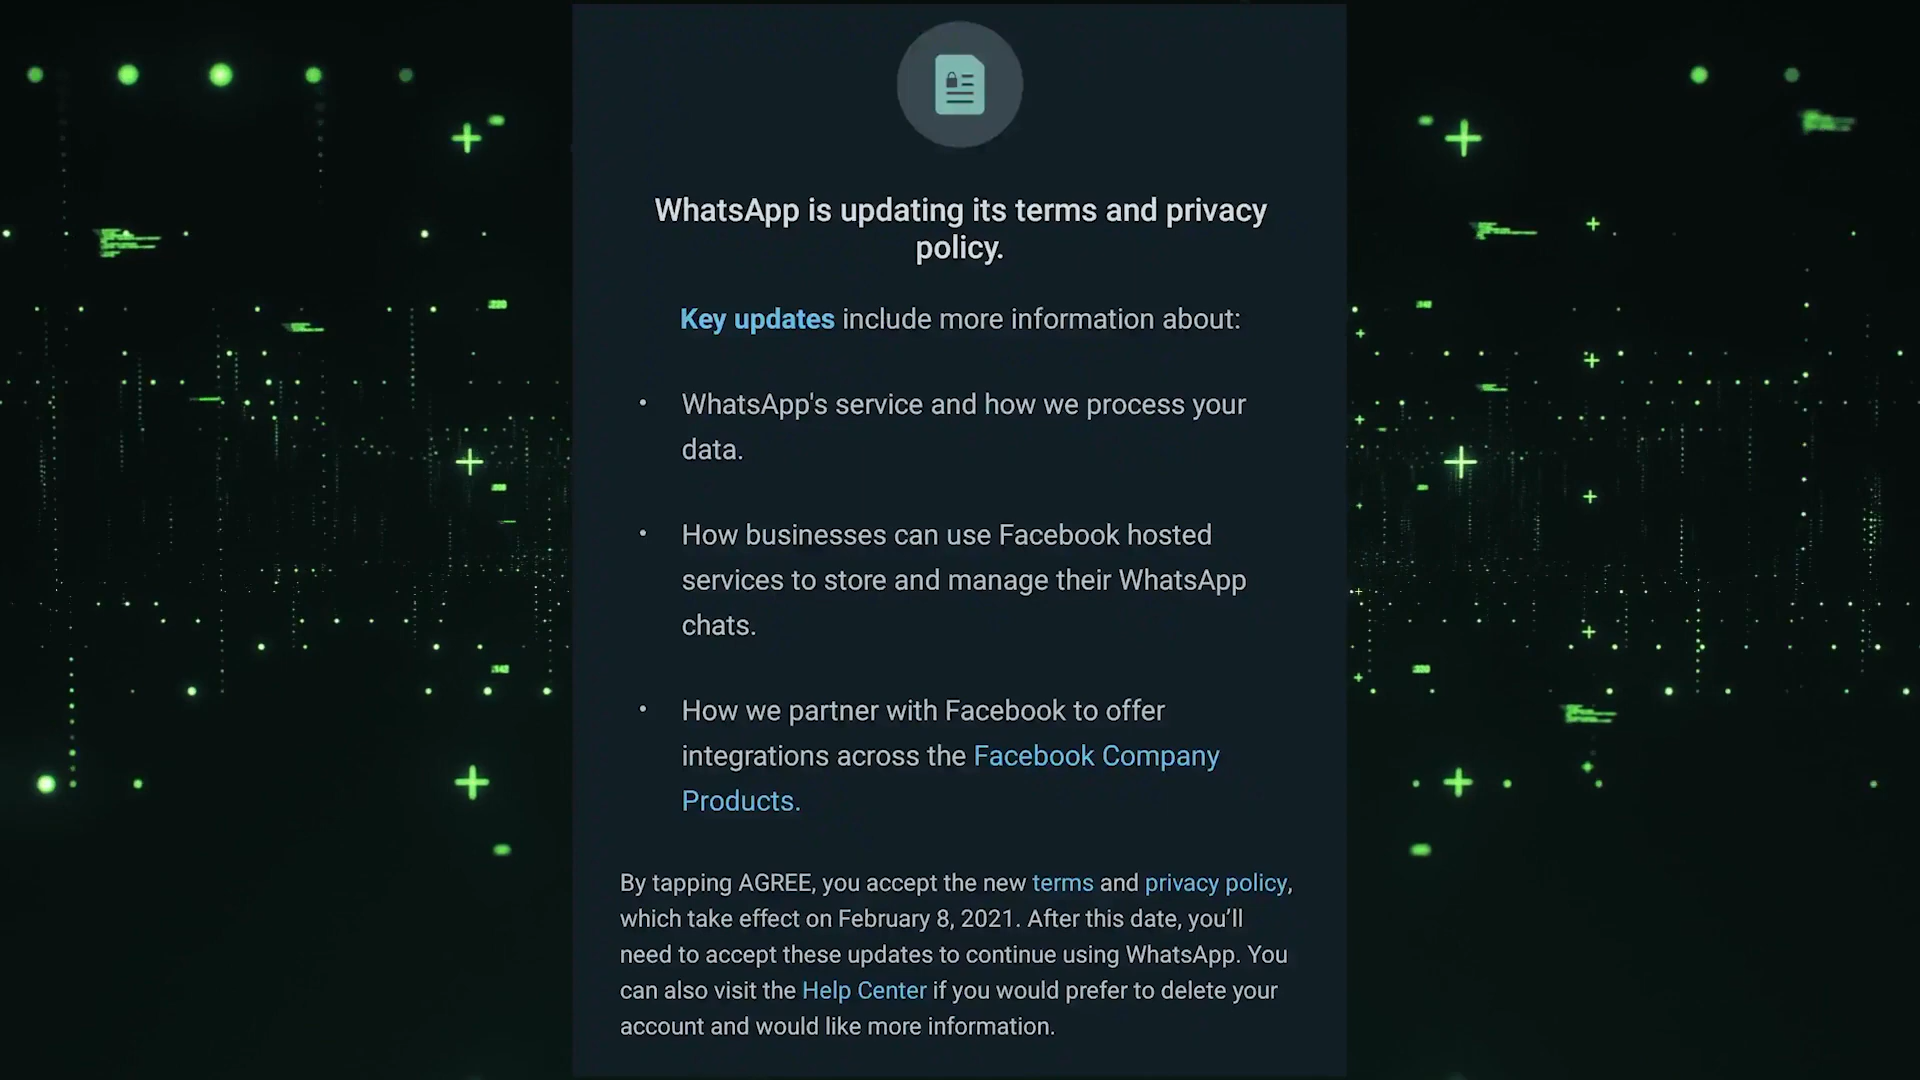 WhatsApp is updating its terms and privacy
policy.
Key updates include more information about:
• WhatsApp's service and how we process your
data.
• How businesses can use Facebook hosted
services to store and manage their WhatsApp
chats.
• How we partner with Facebook to offer
integrations across the Facebook Company
Products.
By tapping AGREE, you accept the new terms and privacy policy,
which take effect on February 8, 2021. After this date, you’ll
need to accept these updates to continue using WhatsApp. You
can also visit the Help Center if you would prefer to delete your
account and would like more information.